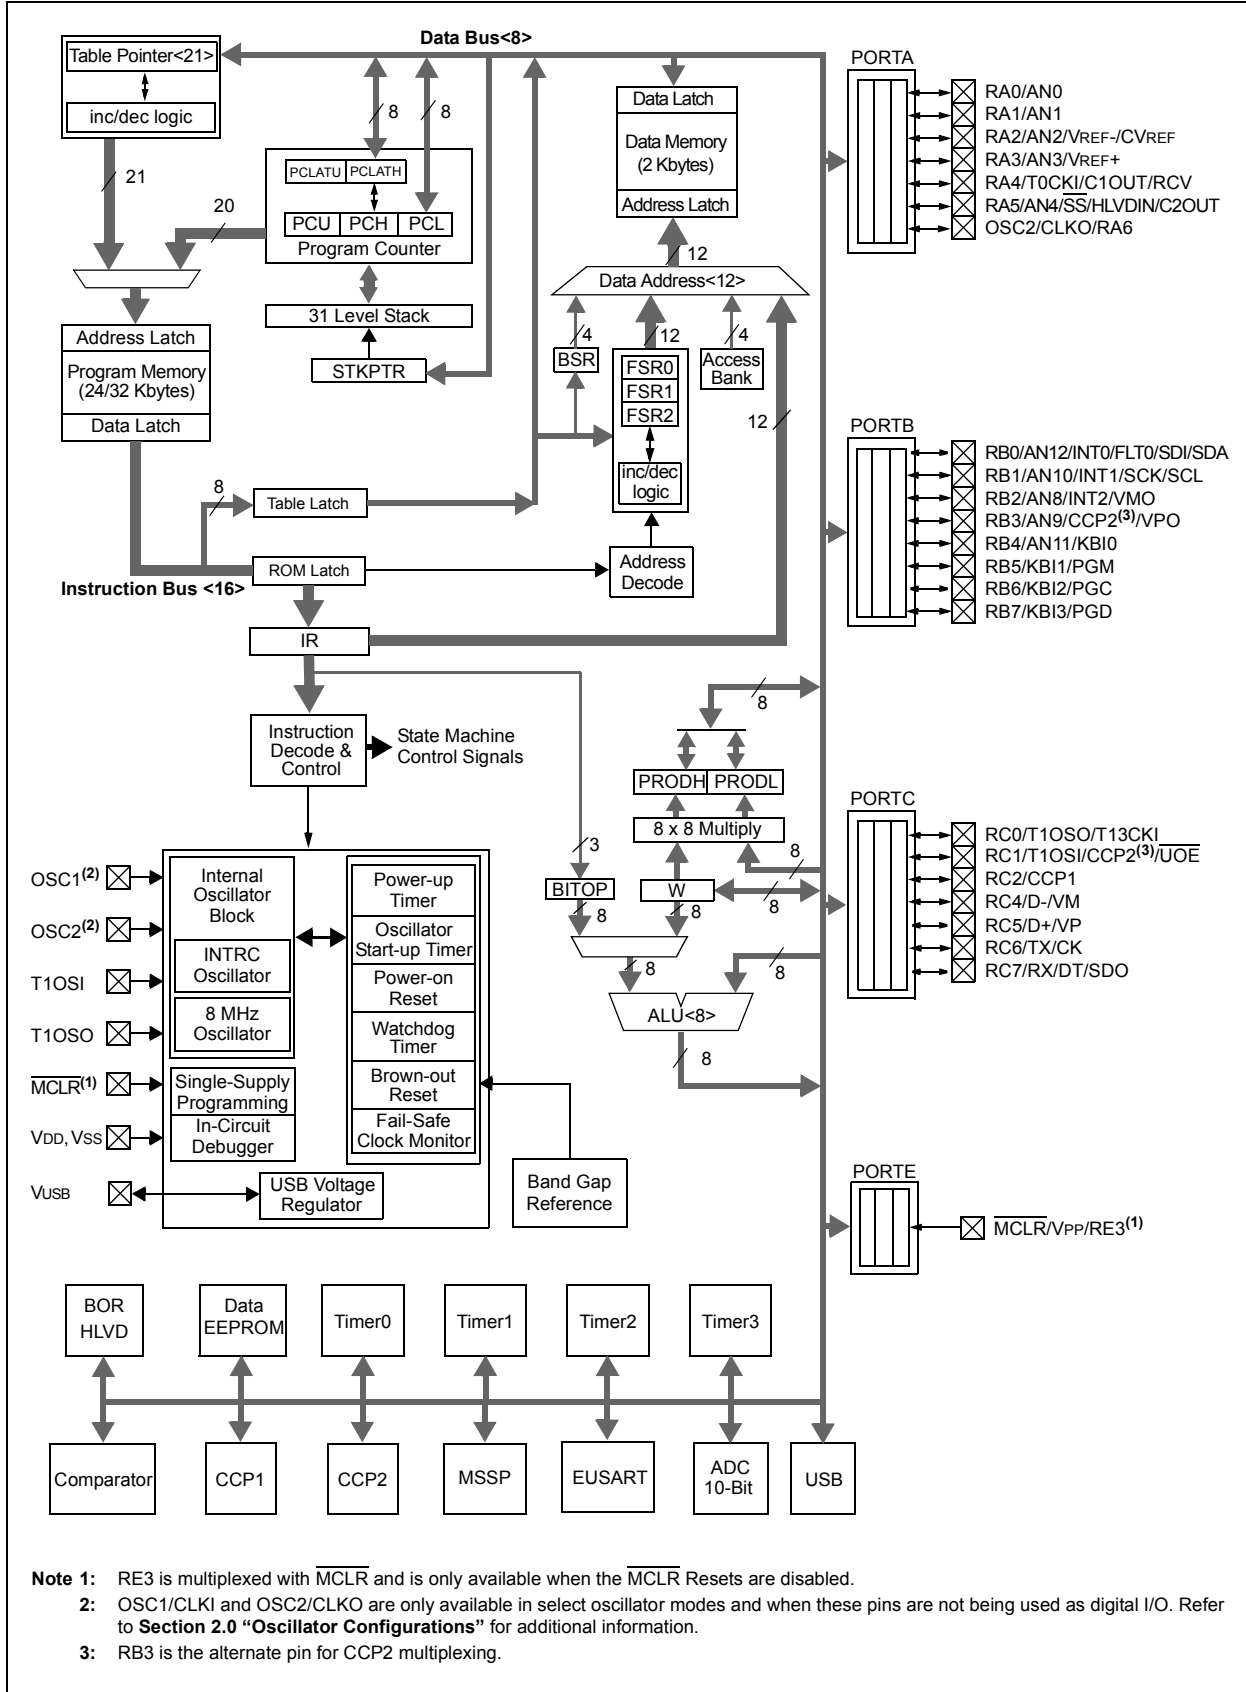 Data Bus<8>
Table Pointer<21>
inc/dec logic
21
20
8
8
PCLATU
PCLATH
PCU
PCH
PCL
Program Counter
31 Level Stack
STKPTR
Data Latch
Data Memory
(2 Kbytes)
Address Latch
12
Data Address<12>
4
12
4
BSR
FSR0
FSR1
FSR2
inc/dec
logic
Access
Bank
12
Address Latch
Program Memory
(24/32 Kbytes)
Data Latch
8
Table Latch
ROM Latch
Instruction Bus <16>
Address
Decode
IR
Instruction
Decode &
Control
State Machine
Control Signals
8
PRODH
PRODL
8 x 8 Multiply
3
8
BITOP
W
8
8
8
8
8
ALU<8>
8
OSC1(2)
OSC2(2)
T1OSI
T1OSO
MCLR(1)
VDD, VSS
VUSB
Internal
Oscillator
Block
INTRC
Oscillator
8 MHz
Oscillator
Single-Supply
Programming
In-Circuit
Debugger
USB Voltage
Regulator
Power-up
Timer
Oscillator
Start-up Timer
Power-on
Reset
Watchdog
Timer
Brown-out
Reset
Fail-Safe
Clock Monitor
Band Gap
Reference
PORTA
RA0/AN0
RA1/AN1
RA2/AN2/VREF-/CVREF
RA3/AN3/VREF+
RA4/T0CKI/C1OUT/RCV
RA5/AN4/SS/HLVDIN/C2OUT
OSC2/CLKO/RA6
PORTB
RB0/AN12/INT0/FLT0/SDI/SDA
RB1/AN10/INT1/SCK/SCL
RB2/AN8/INT2/VMO
RB3/AN9/CCP2(3)/VPO
RB4/AN11/KBI0
RB5/KBI1/PGM
RB6/KBI2/PGC
RB7/KBI3/PGD
PORTC
RC0/T1OSO/T13CKI
RC1/T1OSI/CCP2(3)/UOE
RC2/CCP1
RC4/D-/VM
RC5/D+/VP
RC6/TX/CK
RC7/RX/DT/SDO
PORTE
MCLR/VPP/RE3(1)
BOR
HLVD
Data
EEPROM
Timer0
Timer1
Timer2
Timer3
Comparator
CCP1
CCP2
MSSP
EUSART
ADC
10-Bit
USB
Note 1: RE3 is multiplexed with MCLR and is only available when the MCLR Resets are disabled.
2: OSC1/CLKI and OSC2/CLKO are only available in select oscillator modes and when these pins are not being used as digital I/O. Refer
to Section 2.0 “Oscillator Configurations” for additional information.
3: RB3 is the alternate pin for CCP2 multiplexing.